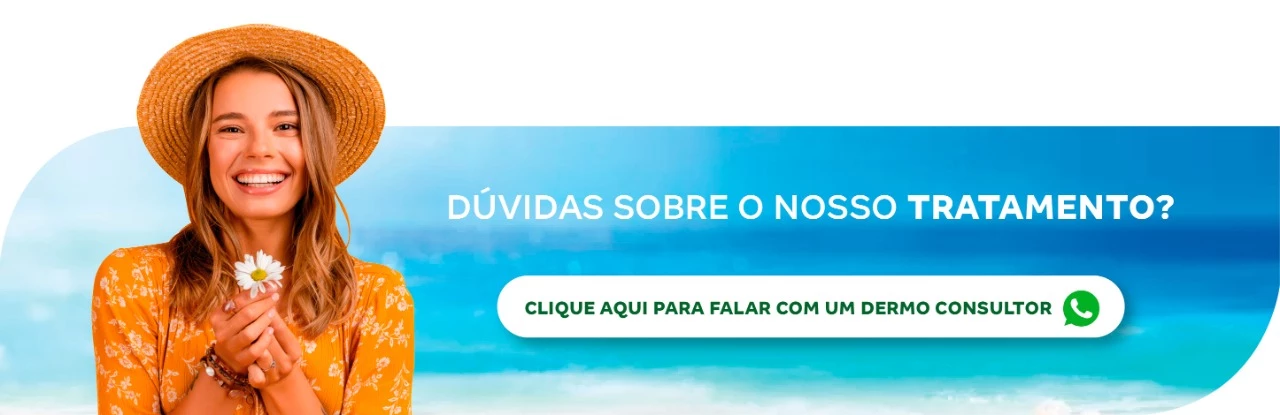 DÚVIDAS SOBRE O NOSSO TRATAMENTO?
CLIQUE AQUI PARA FALAR COM UM DERMO CONSULTOR